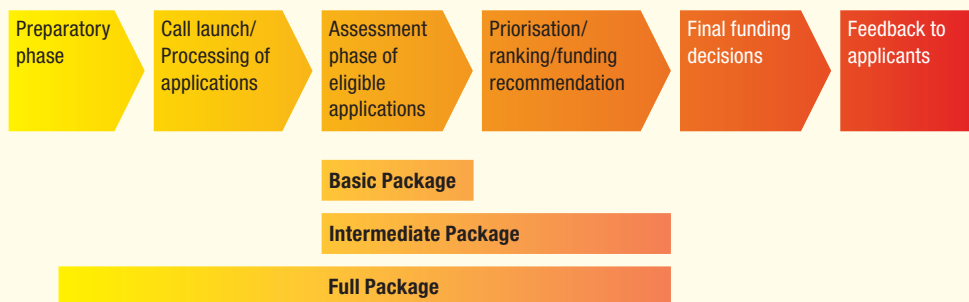 Preparatory
phase
Call launch/
Processing of
applications
Assessment
phase of
eligible
applications
Priorisation/
ranking/funding
recommendation
Final funding
decisions
Feedback to
applicants
Basic Package
Intermediate Package
Full Package